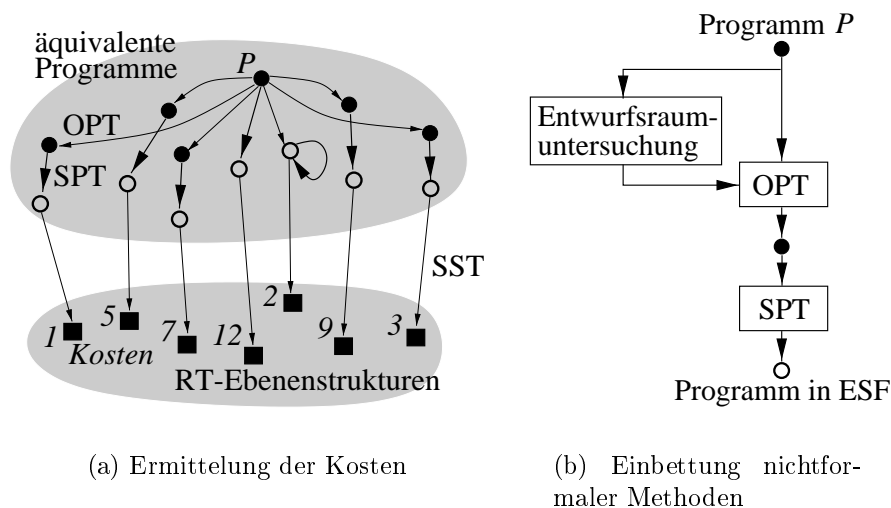 äquivalente
Programme
P
OPT
SPT
SST
1
5
7
12
2
9
3
Kosten
RT-Ebenenstrukturen
(a) Ermittelung der Kosten
Programm P
Entwurfsraum-
untersuchung
OPT
SPT
Programm in ESF
(b) Einbettung nichtfor-
maler Methoden